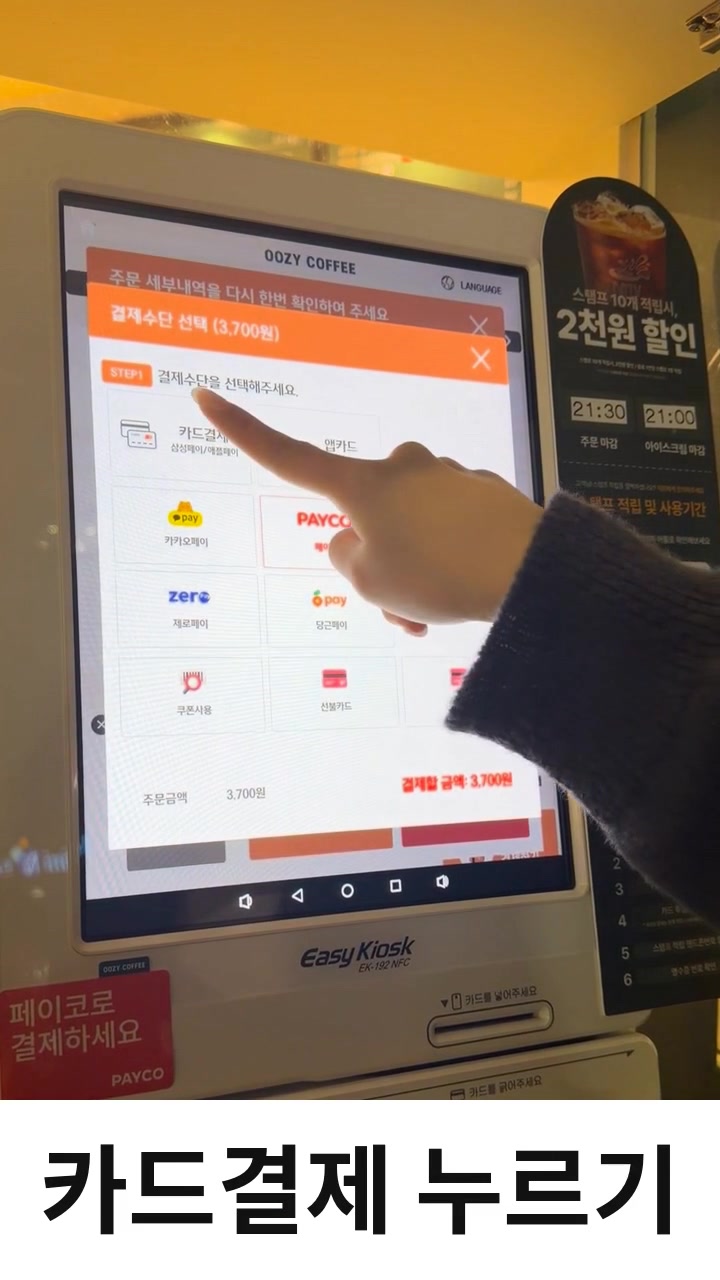 OOZY COFFEE
LANGUAGE
주문 세부내역을 다시 한번 확인하여 주세요
결제수단 선택 (3,700원)
STEP1 결제수단을 선택해주세요.
카드결제
삼성페이/애플페이
앱카드
pay
카카오페이
PAYCO
zero
제로페이
pay
당근페이
쿠폰사용
선불카드
주문금액 3,700원
결제할 금액: 3,700원
EasyKiosk
EK-192 NFC
OOZY COFFEE
페이코로
결제하세요
PAYCO
카드를 넣어주세요
카드를 긁어주세요
스탬프 10개 적립시,
2천원 할인
21:30
21:00
주문 마감
아이스크림 마감
적립 및 사용기간
2
3
4
5
6
카드결제 누르기